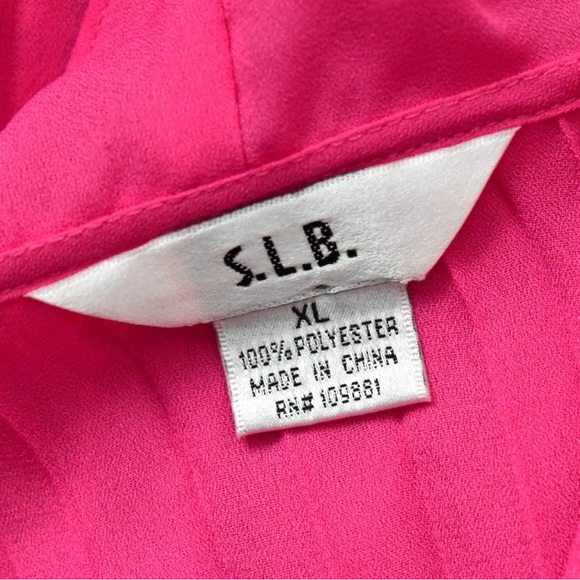 S.L.B.
XL
100% POLYESTER
MADE IN CHINA
RN# 109881